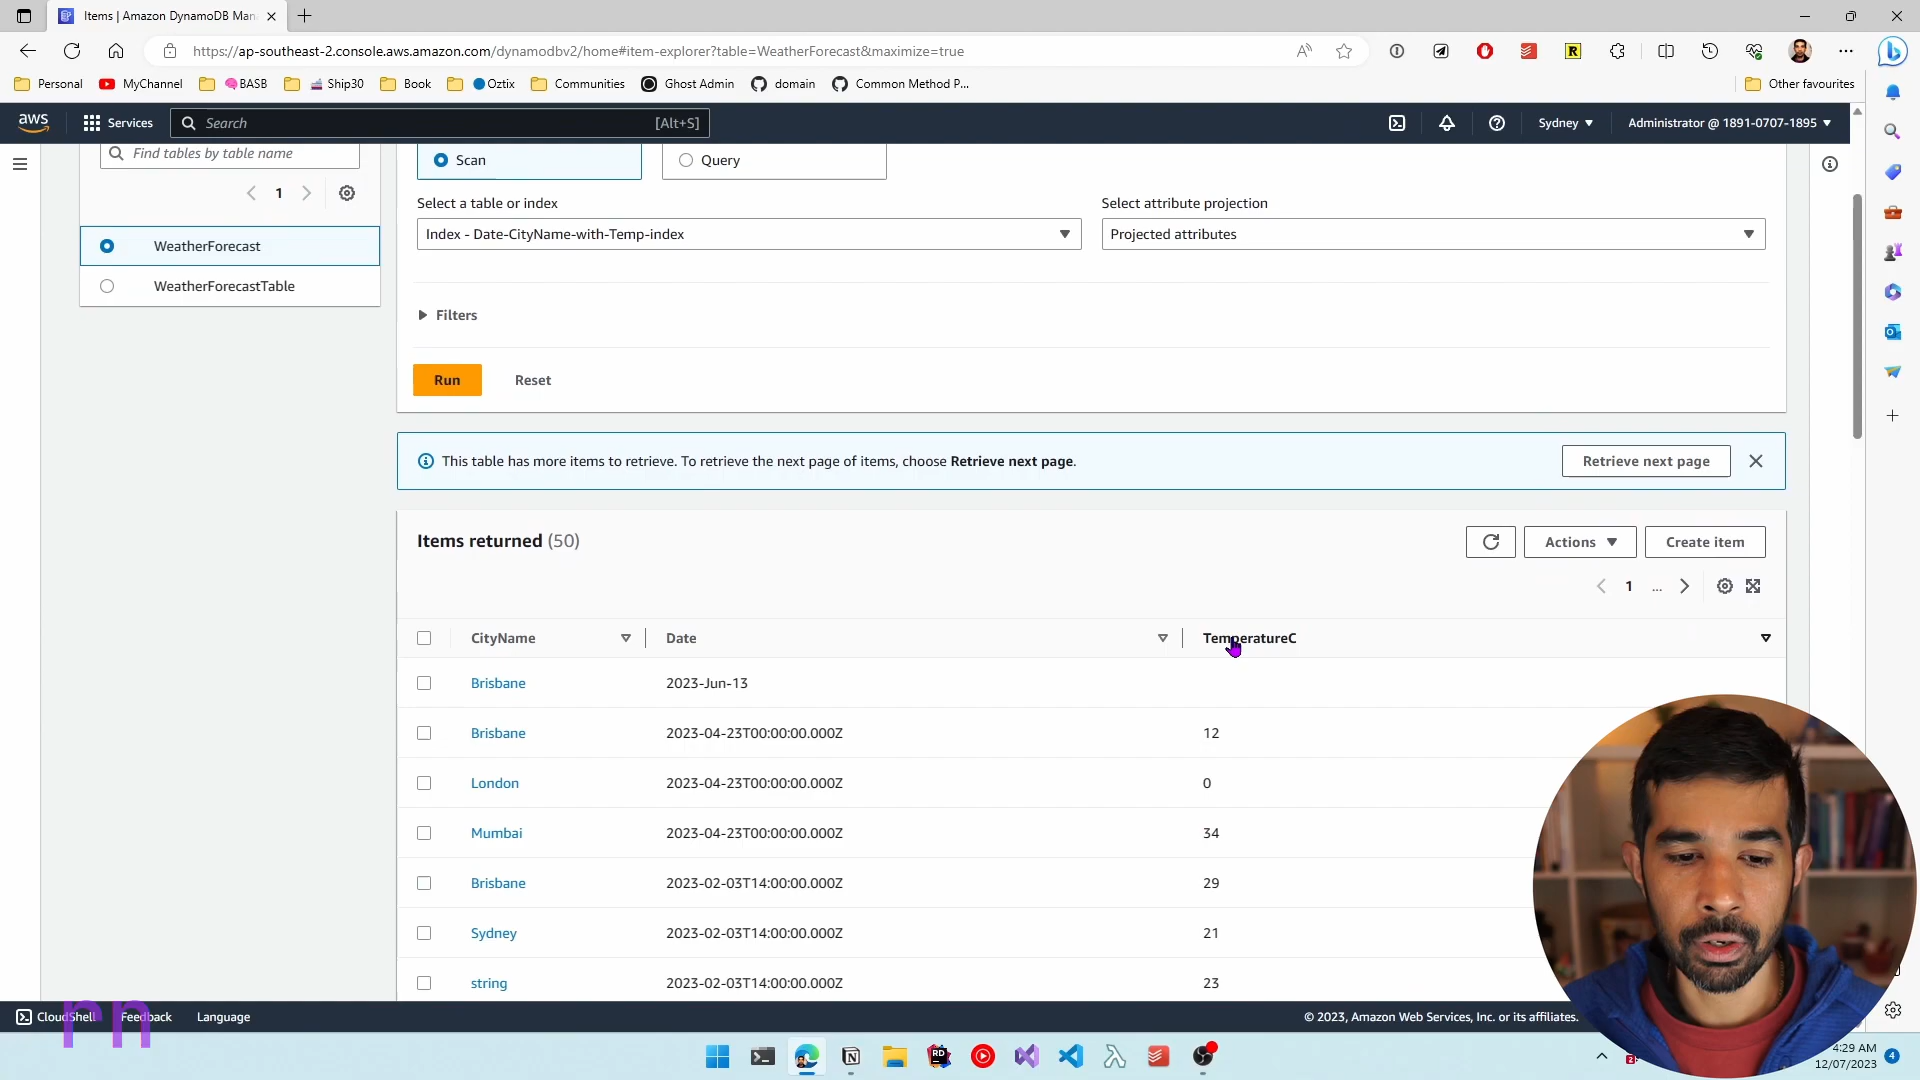 Items | Amazon DynamoDB Man
https://ap-southeast-2.console.aws.amazon.com/dynamodbv2/home#item-explorer?table=WeatherForecast&maximize=true
Personal MyChannel BASB Ship30 Book Oztix Communities Ghost Admin domain Common Method P... Other favourites
aws Services Search [Alt+S] Sydney Administrator @ 1891-0707-1895
Find tables by table name
Scan Query
1
Select a table or index Select attribute projection
Index - Date-CityName-with-Temp-index Projected attributes
WeatherForecast
WeatherForecastTable
Filters
Run Reset
This table has more items to retrieve. To retrieve the next page of items, choose Retrieve next page. Retrieve next page
Items returned (50) Actions Create item
1 ...
CityName Date TemperatureC
Brisbane 2023-Jun-13
Brisbane 2023-04-23T00:00:00.000Z 12
London 2023-04-23T00:00:00.000Z 0
Mumbai 2023-04-23T00:00:00.000Z 34
Brisbane 2023-02-03T14:00:00.000Z 29
Sydney 2023-02-03T14:00:00.000Z 21
string 2023-02-03T14:00:00.000Z 23
rn
CloudShell Feedback Language © 2023, Amazon Web Services, Inc. or its affiliates.
RD
4:29 AM
12/07/2023
4